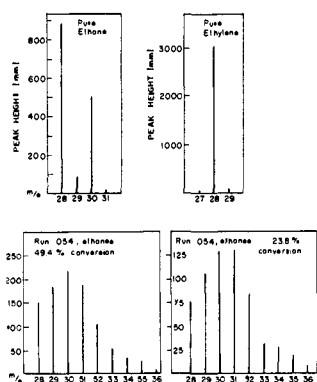 Pure
Ethane
PEAK HEIGHT [mm]
800
600
400
200
m/e
28 29 30 31
Pure
Ethylene
PEAK HEIGHT [mm]
3000
2000
1000
27 28 29
Run 054, ethanes
49.4 % conversion
250
200
150
100
50
m/e
28 29 30 31 32 33 34 35 36
Run 054, ethanes 23.8 %
conversion
125
100
75
50
25
28 29 30 31 32 33 34 35 36